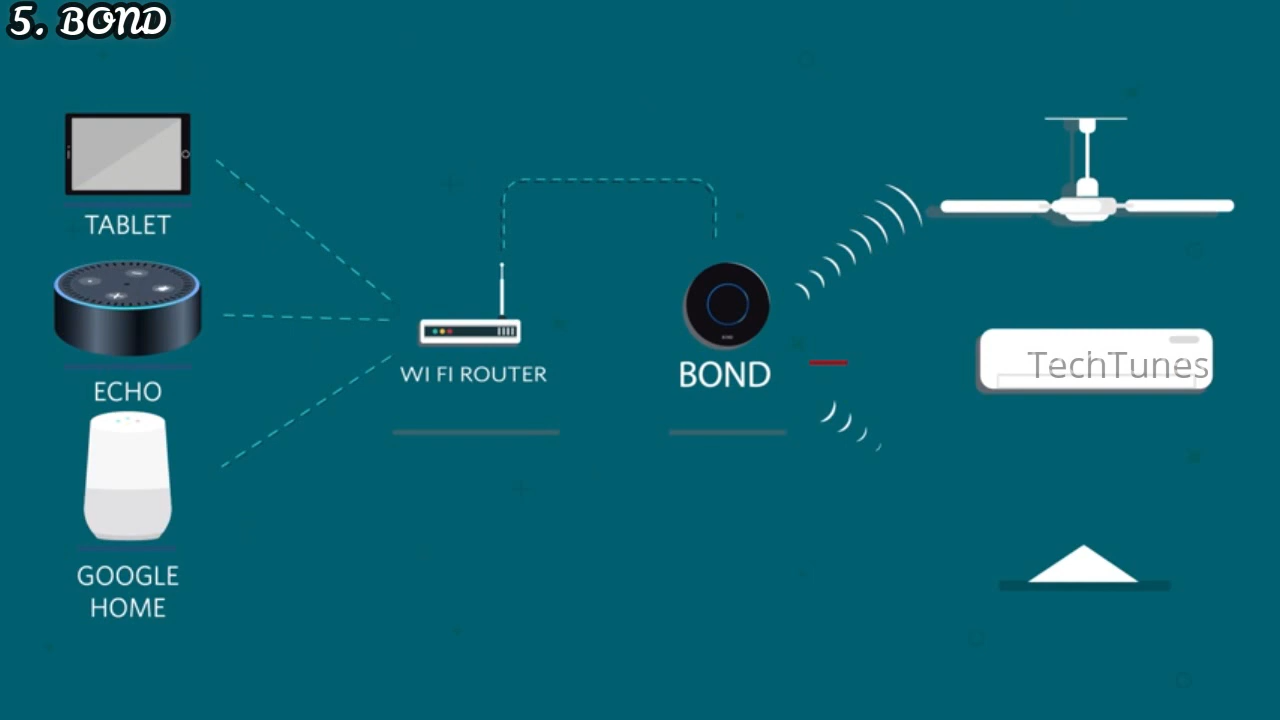 5. BOND
TABLET
ECHO
GOOGLE
HOME
WI FI ROUTER
BOND
TechTunes